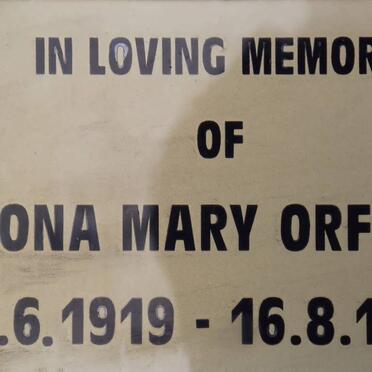 IN LOVING MEMOR
OF
ONA MARY ORF
.6.1919 - 16.8.1